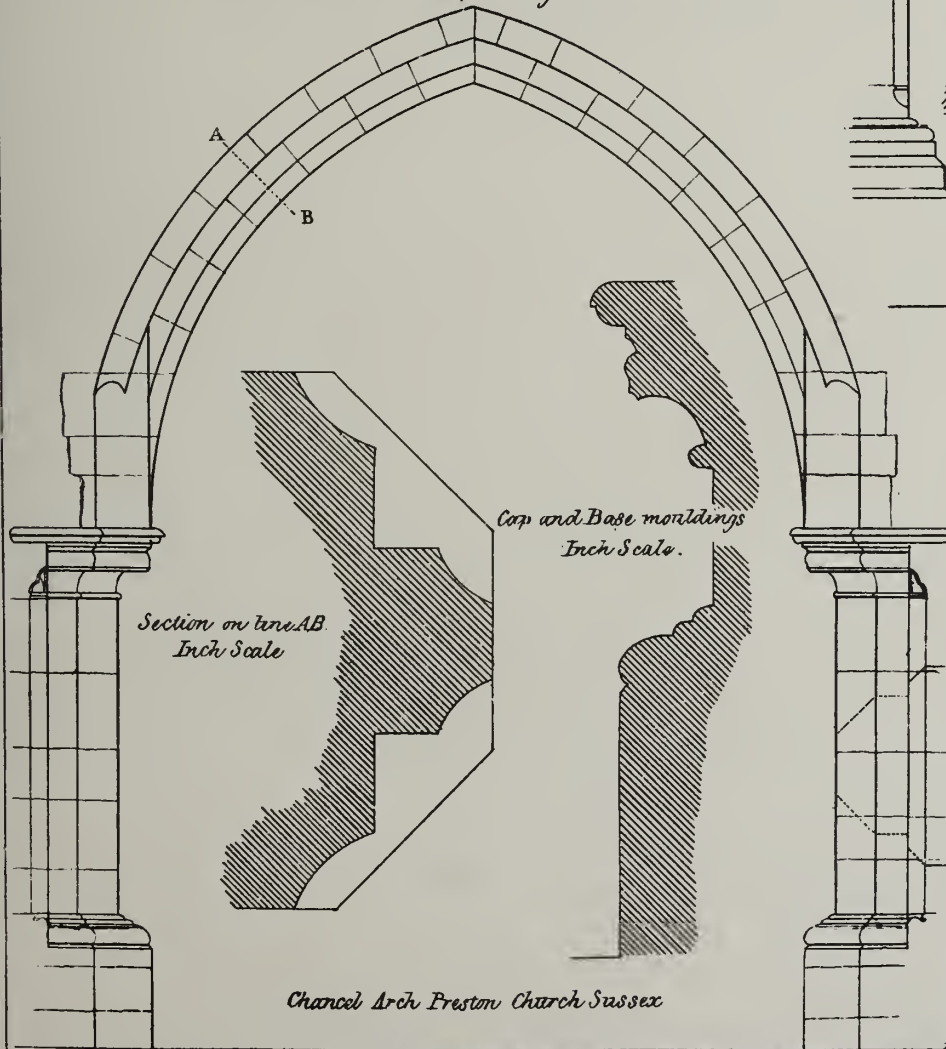 A
B
Cap and Base mouldings
Inch Scale.
Section on line AB.
Inch Scale
Chancel Arch Preston Church Sussex